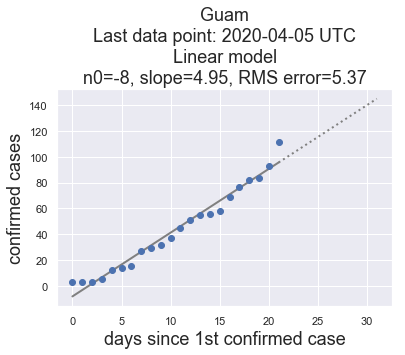 Guam
Last data point: 2020-04-05 UTC
Linear model
n0=-8, slope=4.95, RMS error=5.37
140
120
100
80
60
40
20
0
confirmed cases
0 5 10 15 20 25 30
days since 1st confirmed case